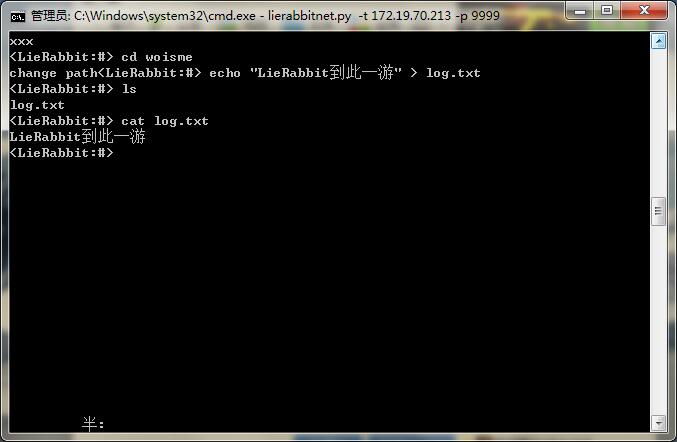 管理员: C:\Windows\system32\cmd.exe - lierabbitnet.py  -t 172.19.70.213 -p 9999
xxx
<LieRabbit:#> cd woisme
change path<LieRabbit:#> echo "LieRabbit到此一游" > log.txt
<LieRabbit:#> ls
log.txt
<LieRabbit:#> cat log.txt
LieRabbit到此一游
<LieRabbit:#>
半: